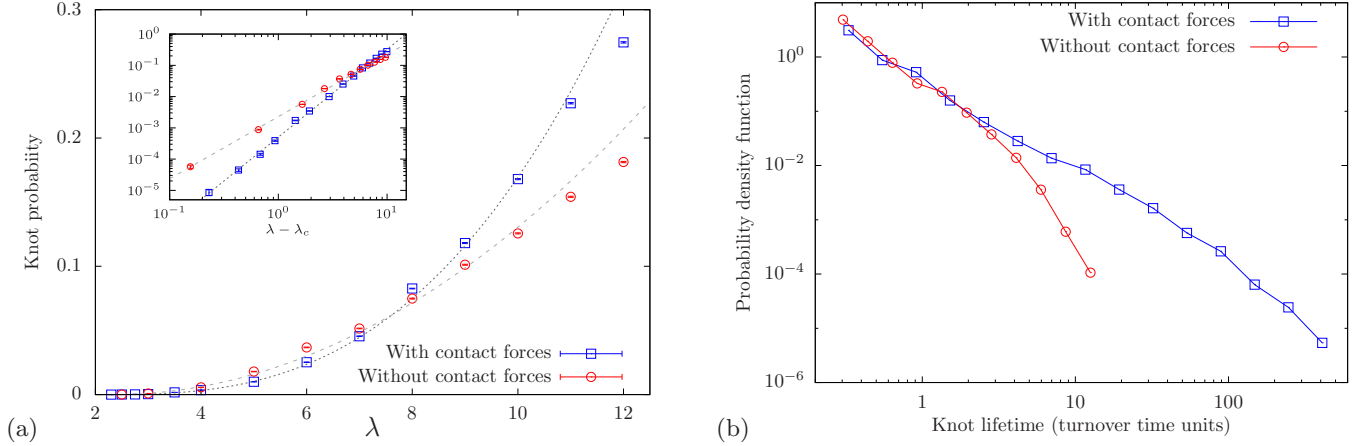 0.3
0.2
0.1
0
Knot probabiity
2
4
6
8
10
12
λ
10^0
10^-1
10^-2
10^-3
10^-4
10^-5
10^-1
10^0
10^1
λ − λ_c
With contact forces
Without contact forces
(a)
10^0
10^-2
10^-4
10^-6
Probability density function
With contact forces
Without contact forces
1
10
100
Knot lifetime (turnover time units)
(b)